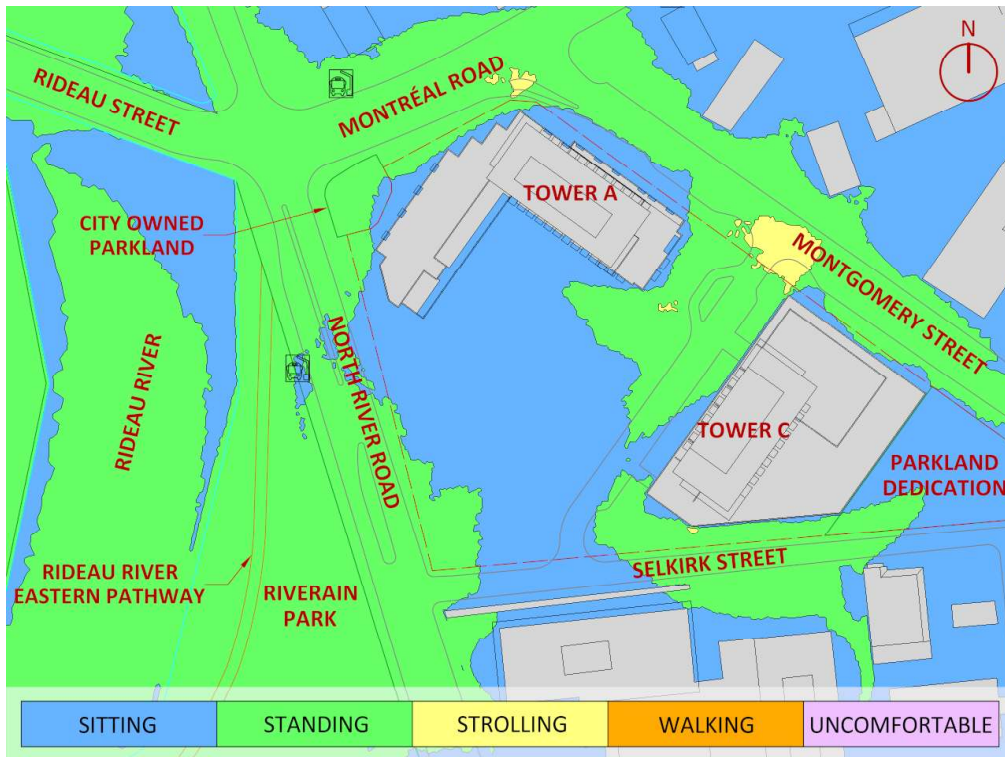 N
RIDEAU STREET
MONTRÉAL ROAD
TOWER A
CITY OWNED
PARKLAND
MONTGOMERY STREET
NORTH RIVER ROAD
RIDEAU RIVER
TOWER C
PARKLAND
DEDICATION
SELKIRK STREET
RIDEAU RIVER
EASTERN PATHWAY
RIVERAIN
PARK
SITTING
STANDING
STROLLING
WALKING
UNCOMFORTABLE